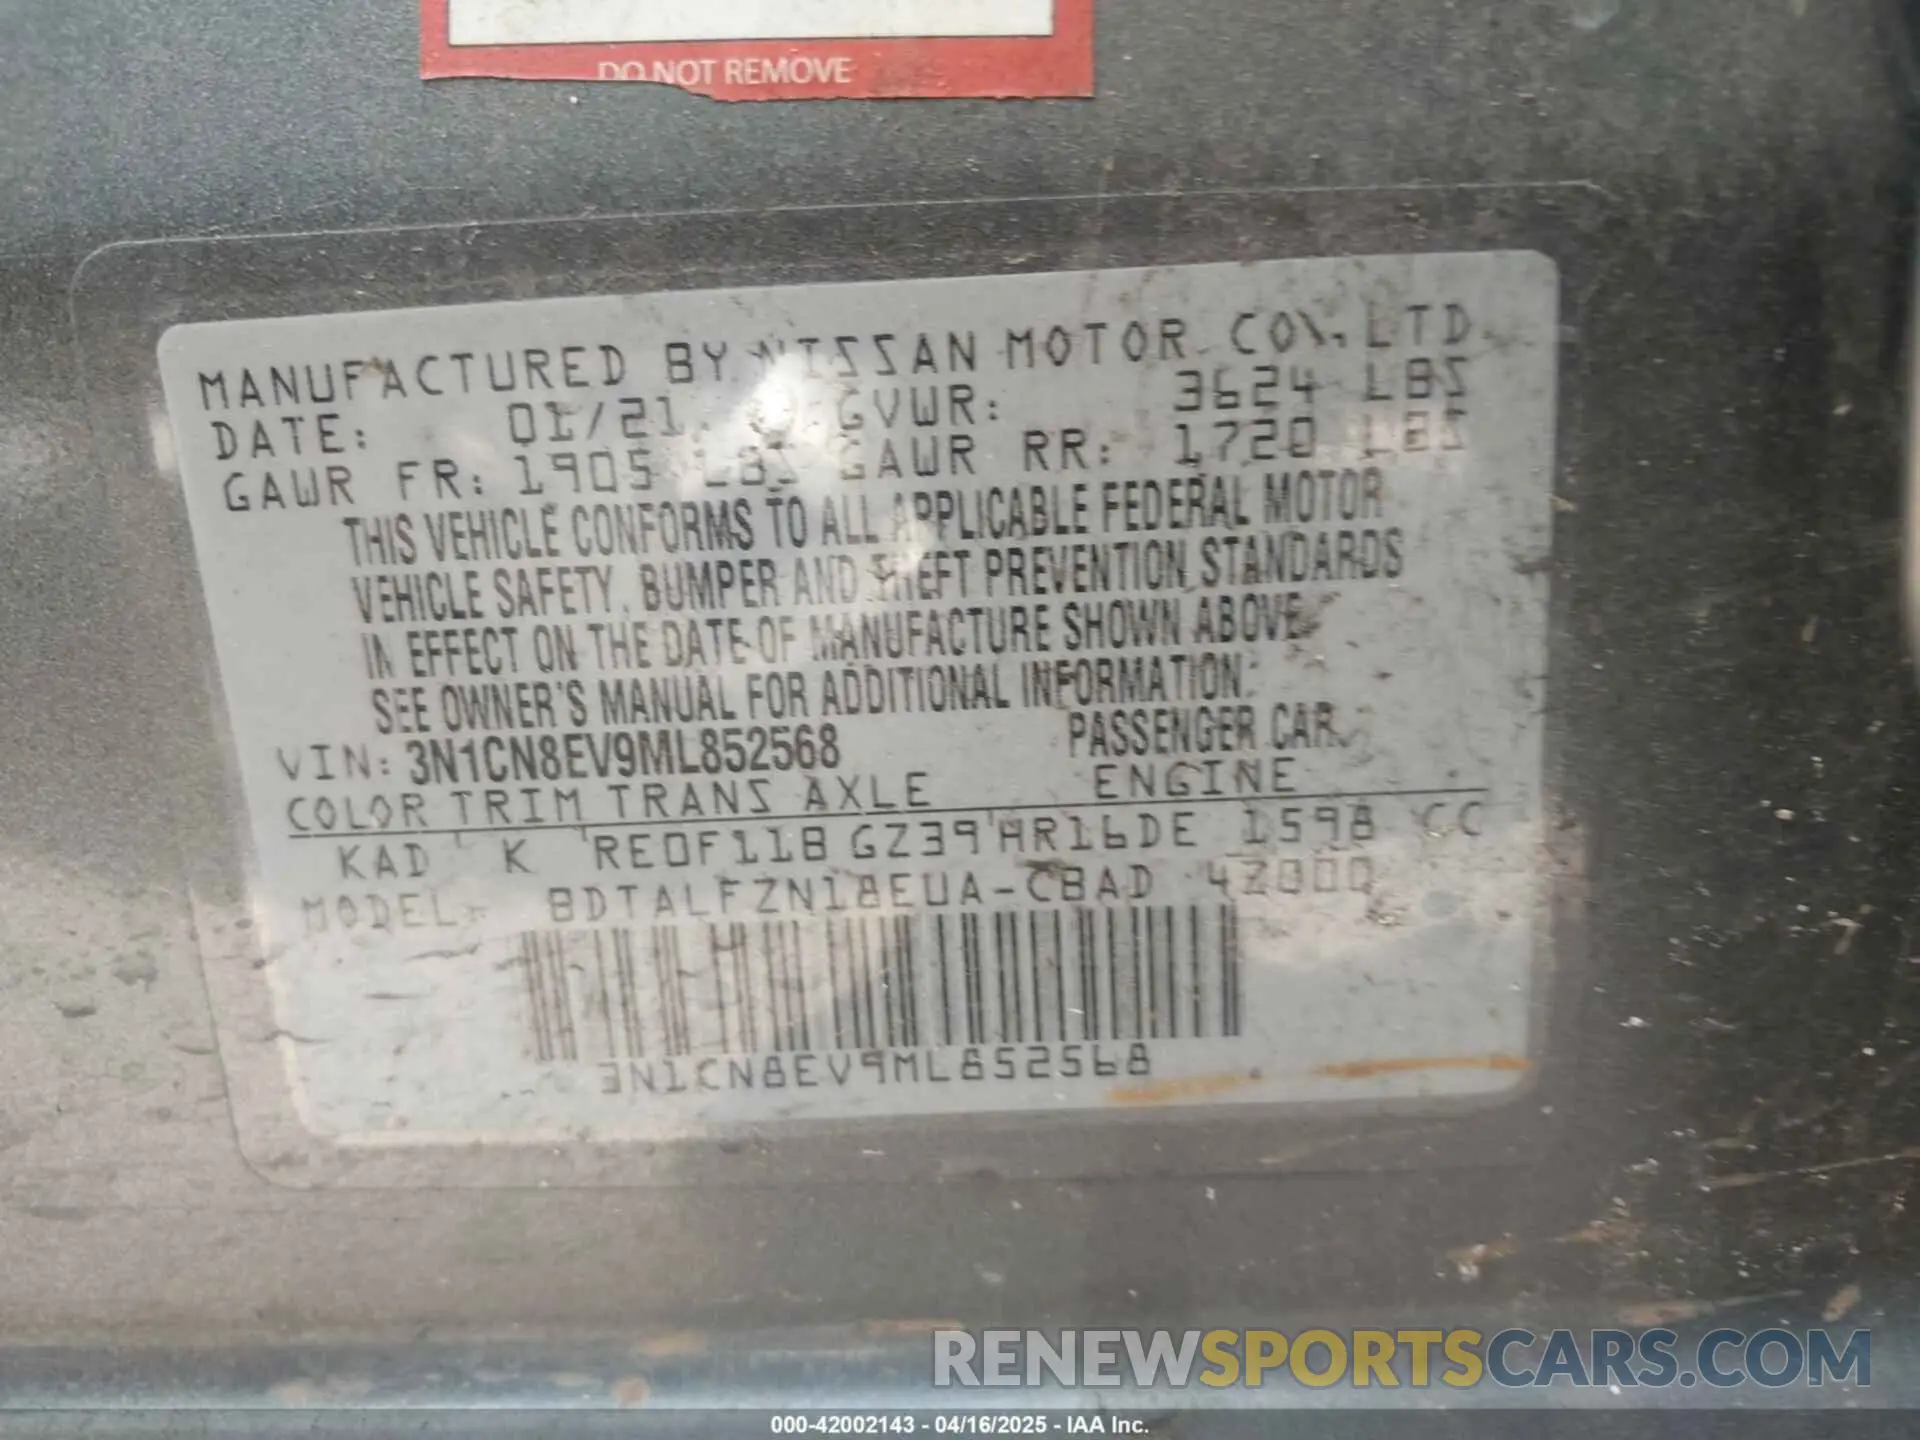 DO NOT REMOVE
MANUFACTURED BY NISSAN MOTOR CO., LTD.
DATE: 01/21 GVWR: 3624 LBS
GAWR FR: 1905 LBS GAWR RR: 1720 LBS
THIS VEHICLE CONFORMS TO ALL APPLICABLE FEDERAL MOTOR
VEHICLE SAFETY, BUMPER AND THEFT PREVENTION STANDARDS
IN EFFECT ON THE DATE OF MANUFACTURE SHOWN ABOVE.
SEE OWNER'S MANUAL FOR ADDITIONAL INFORMATION.
VIN: 3N1CN8EV9ML852568 PASSENGER CAR
COLOR TRIM TRANS AXLE ENGINE
KAD K RE0F11B GZ39 HR16DE 1598 CC
MODEL: BDTALFZN18EUA-CBAD 4Z000
3N1CN8EV9ML852568
RENEWSPORTSCARS.COM
000-42002143 - 04/16/2025 - IAA Inc.